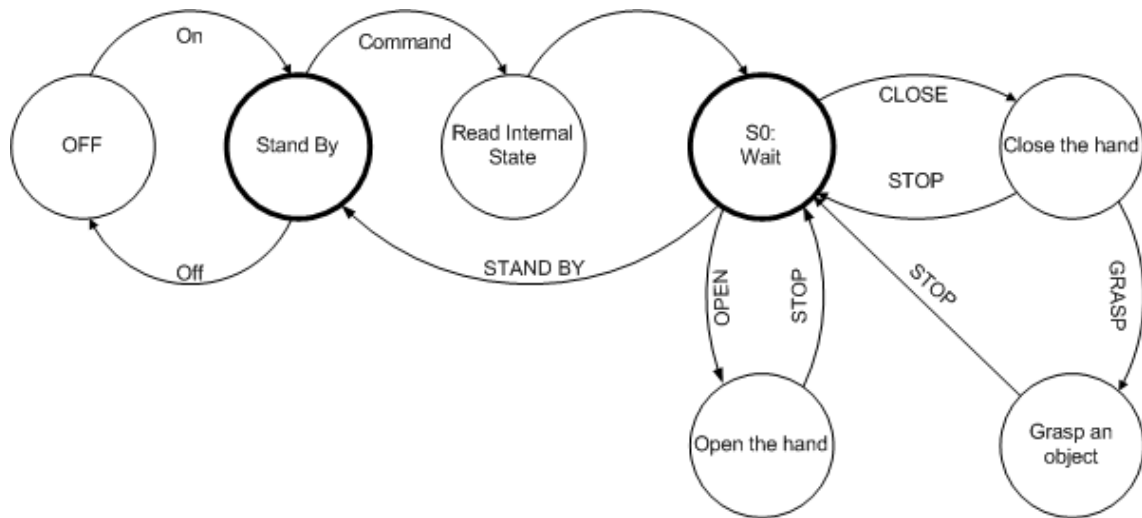 On
Command
CLOSE
OFF
Stand By
Read Internal
State
S0:
Wait
Close the hand
STOP
Off
STAND BY
OPEN
STOP
STOP
GRASP
Open the hand
Grasp an
object